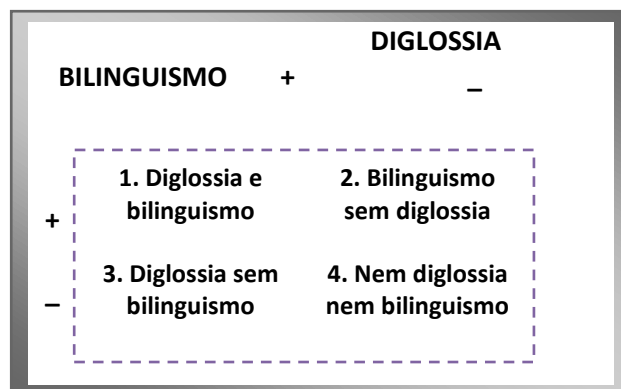 DIGLOSSIA
BILINGUISMO + –
1. Diglossia e 2. Bilinguismo
+ bilinguismo sem diglossia
3. Diglossia sem 4. Nem diglossia
– bilinguismo nem bilinguismo